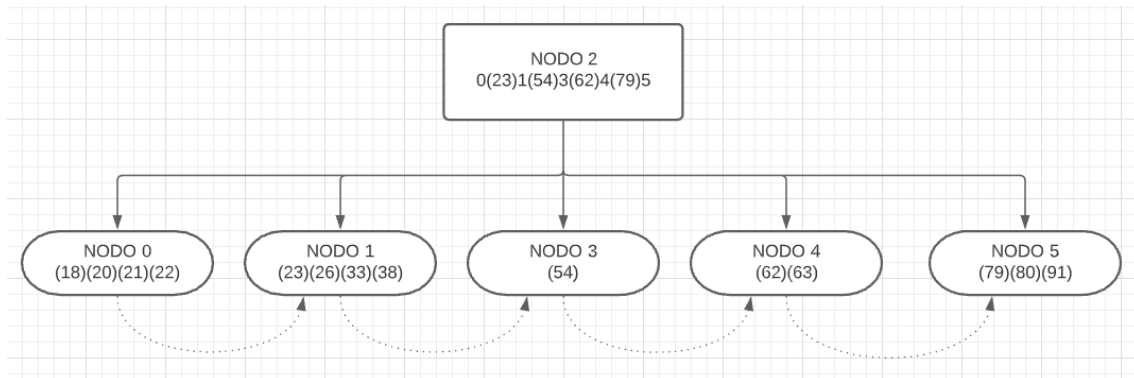 NODO 2
0(23)1(54)3(62)4(79)5
NODO 0
(18)(20)(21)(22)
NODO 1
(23)(26)(33)(38)
NODO 3
(54)
NODO 4
(62)(63)
NODO 5
(79)(80)(91)